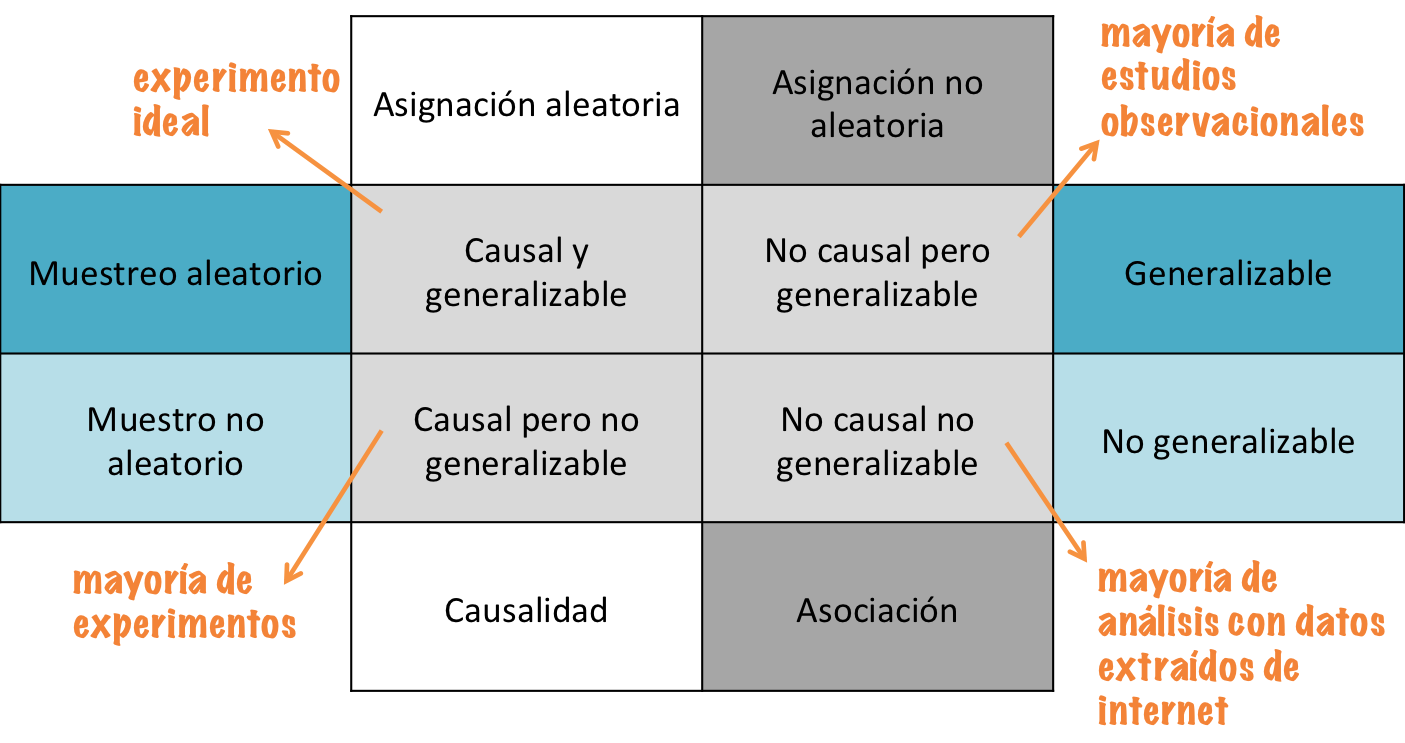 experimento
ideal
Asignación aleatoria
Asignación no
aleatoria
mayoría de
estudios
observacionales
Muestreo aleatorio
Causal y
generalizable
No causal pero
generalizable
Generalizable
Muestro no
aleatorio
Causal pero no
generalizable
No causal no
generalizable
No generalizable
mayoría de
experimentos
Causalidad
Asociación
mayoría de
análisis con datos
extraídos de
internet